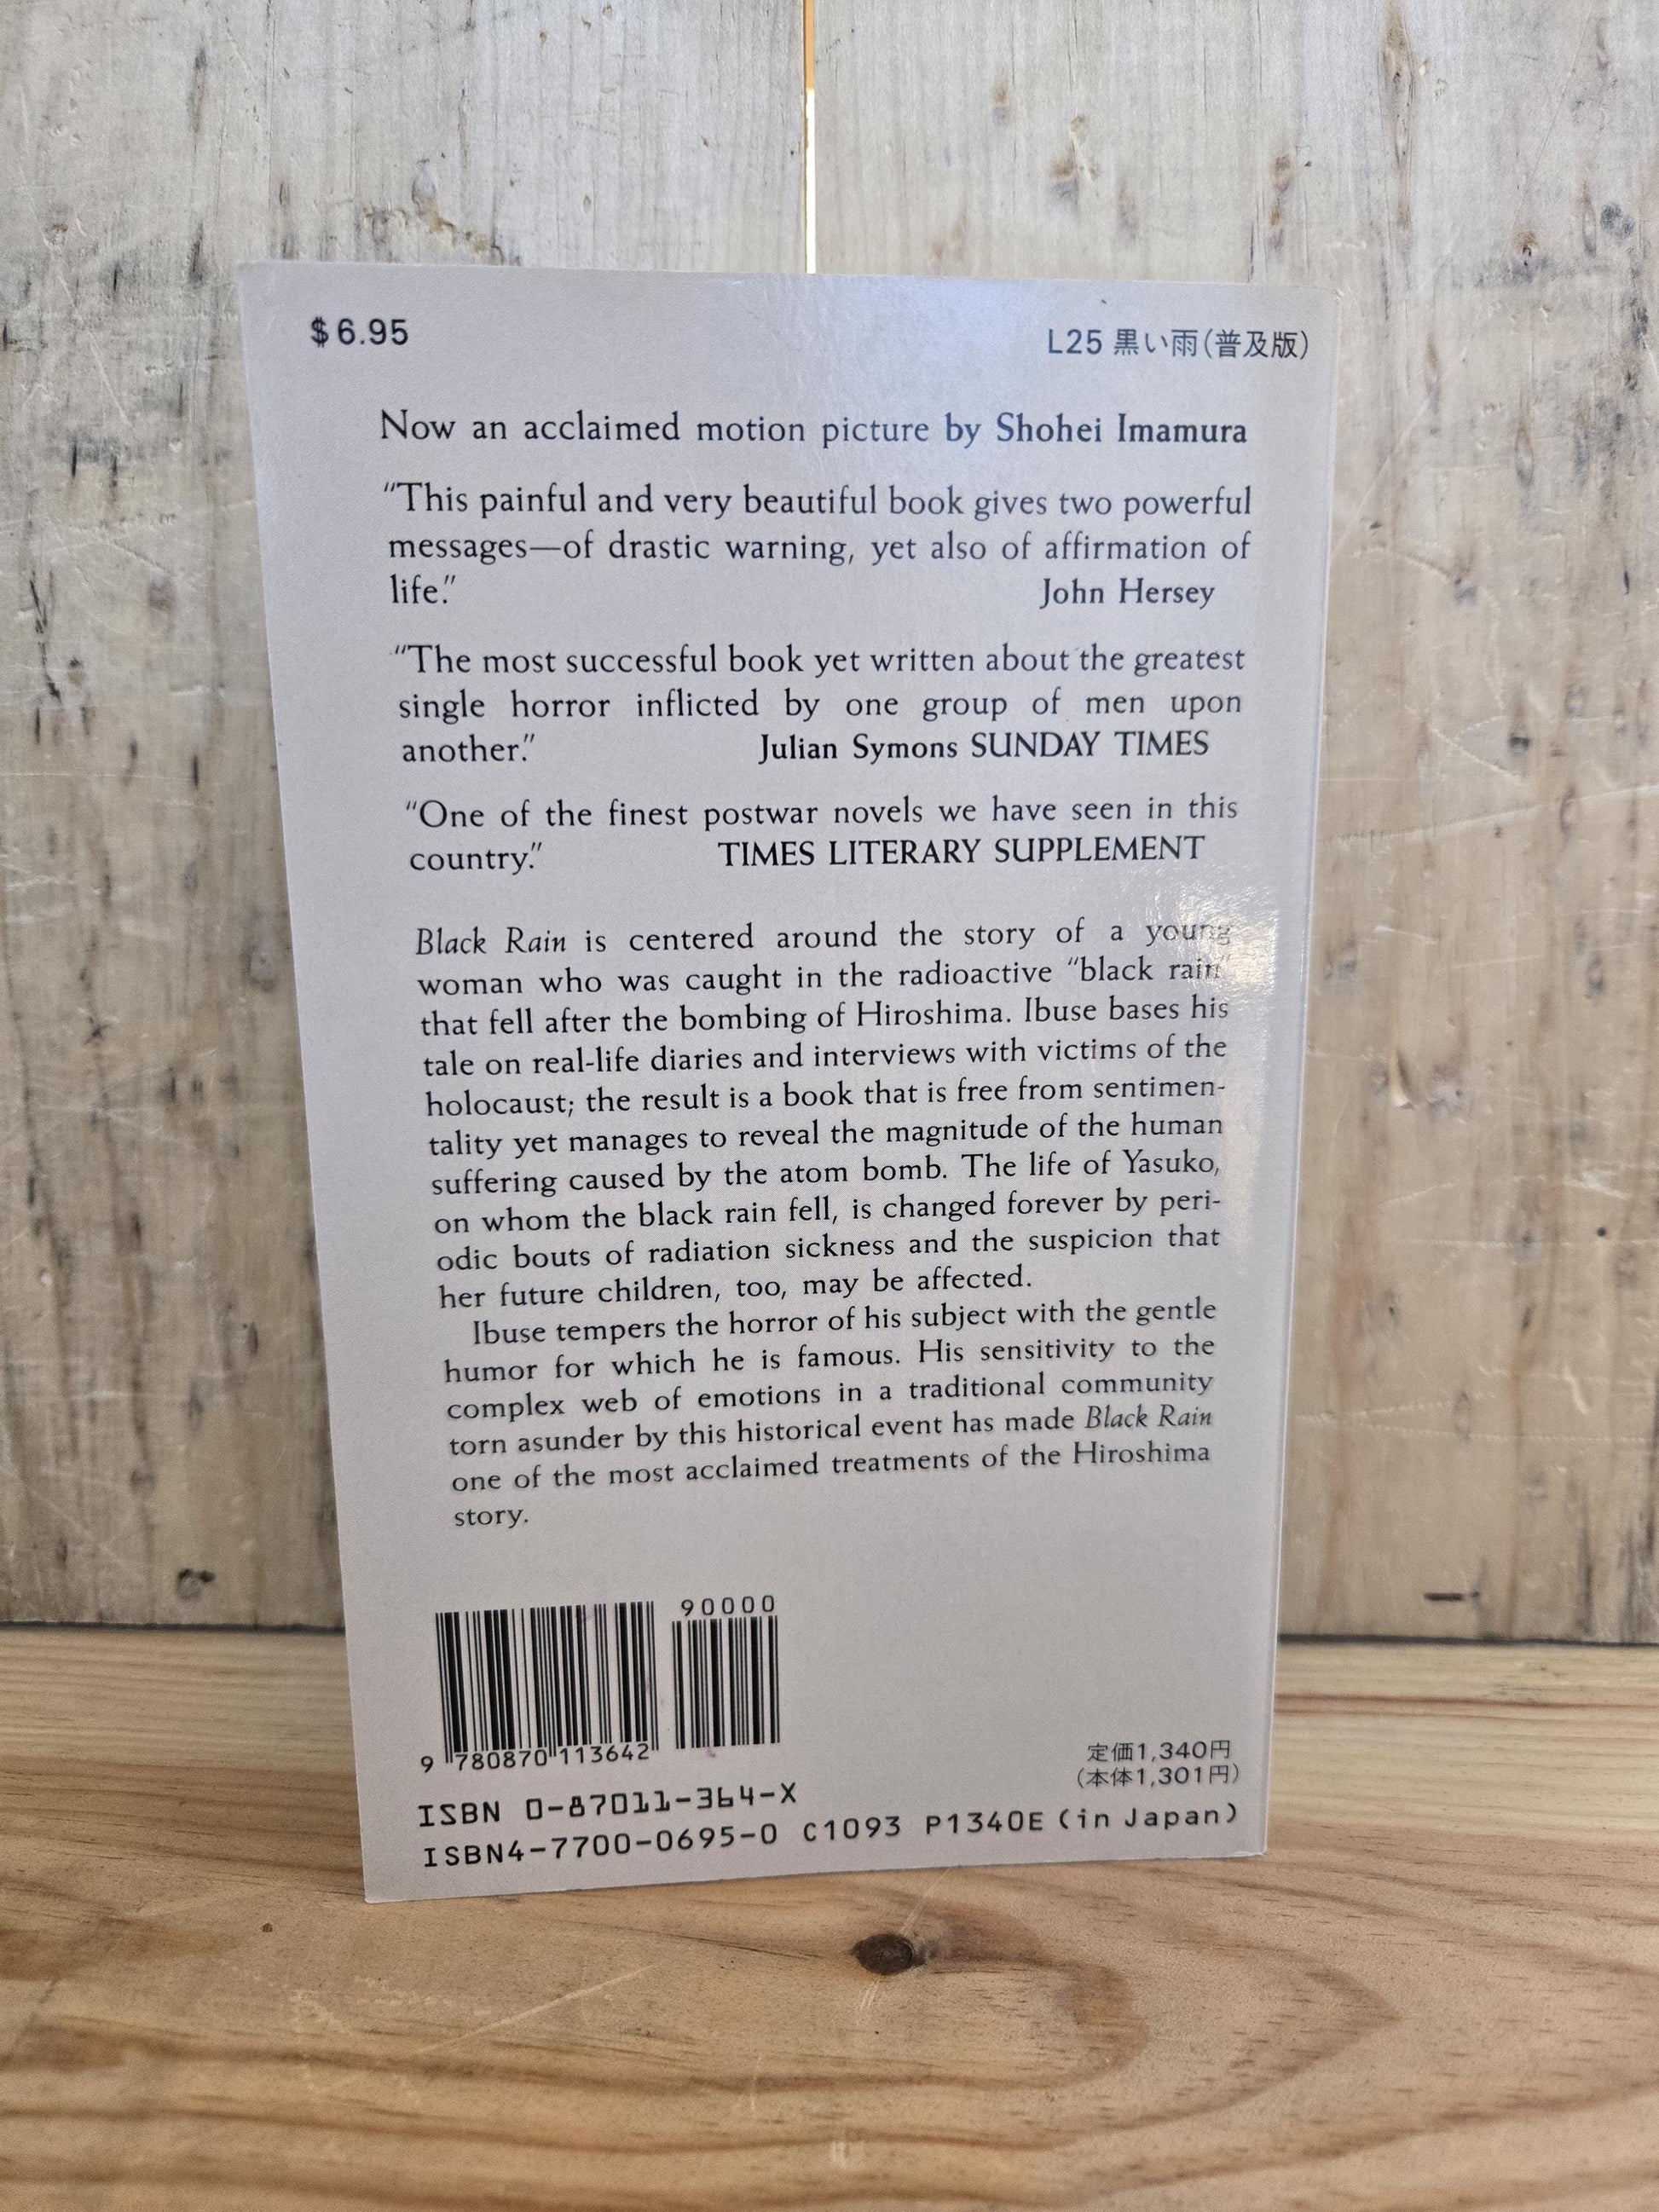 $6.95
L25 黒い雨(普及版)
Now an acclaimed motion picture by Shohei Imamura
"This painful and very beautiful book gives two powerful
messages—of drastic warning, yet also of affirmation of
life." John Hersey
"The most successful book yet written about the greatest
single horror inflicted by one group of men upon
another." Julian Symons SUNDAY TIMES
"One of the finest postwar novels we have seen in this
country." TIMES LITERARY SUPPLEMENT
Black Rain is centered around the story of a young
woman who was caught in the radioactive "black rain"
that fell after the bombing of Hiroshima. Ibuse bases his
tale on real-life diaries and interviews with victims of the
holocaust; the result is a book that is free from sentimen-
tality yet manages to reveal the magnitude of the human
suffering caused by the atom bomb. The life of Yasuko,
on whom the black rain fell, is changed forever by peri-
odic bouts of radiation sickness and the suspicion that
her future children, too, may be affected.
Ibuse tempers the horror of his subject with the gentle
humor for which he is famous. His sensitivity to the
complex web of emotions in a traditional community
torn asunder by this historical event has made Black Rain
one of the most acclaimed treatments of the Hiroshima
story.
90000
9 780870 113642
定価1,340円
(本体1,301円)
ISBN 0-87011-364-X
ISBN4-7700-0695-0 C1093 P1340E (in Japan)